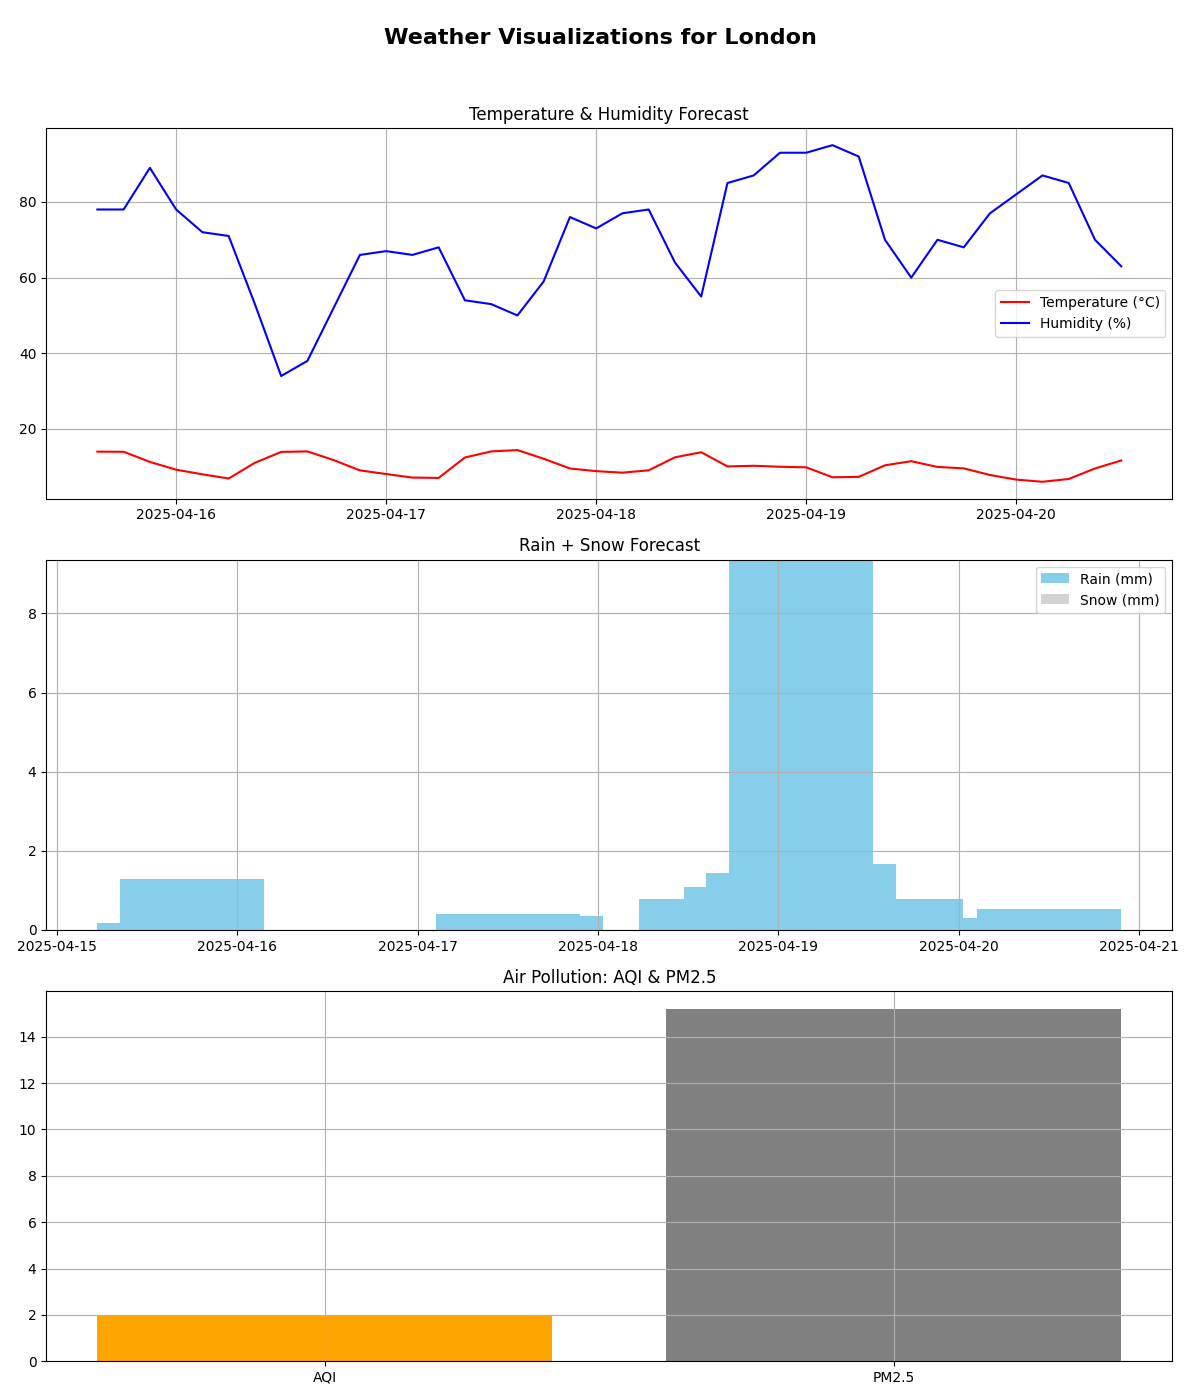 Weather Visualizations for London
Temperature & Humidity Forecast
80
60
40
20
Temperature (°C)
Humidity (%)
2025-04-16 2025-04-17 2025-04-18 2025-04-19 2025-04-20
Rain + Snow Forecast
Rain (mm)
Snow (mm)
8
6
4
2
0
2025-04-15 2025-04-16 2025-04-17 2025-04-18 2025-04-19 2025-04-20 2025-04-21
Air Pollution: AQI & PM2.5
14
12
10
8
6
4
2
0
AQI PM2.5